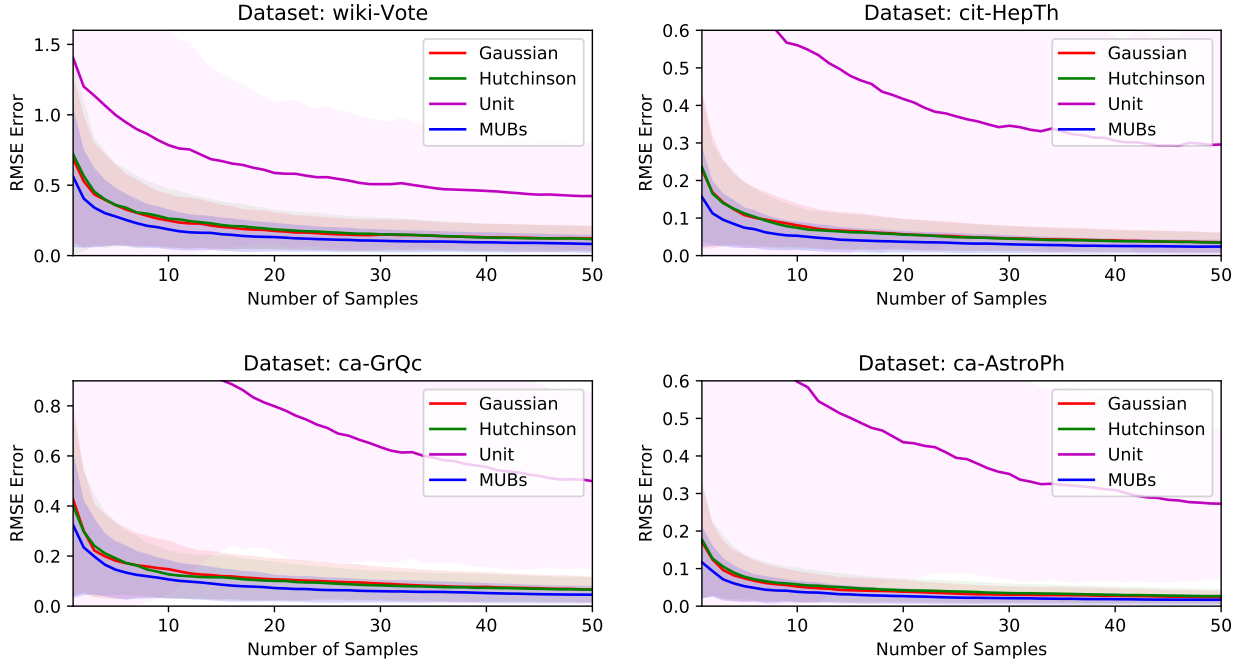 Dataset: wiki-Vote
RMSE Error
1.5
1.0
0.5
0.0
Gaussian
Hutchinson
Unit
MUBs
10 20 30 40 50
Number of Samples
Dataset: cit-HepTh
RMSE Error
0.6
0.5
0.4
0.3
0.2
0.1
0.0
Gaussian
Hutchinson
Unit
MUBs
10 20 30 40 50
Number of Samples
Dataset: ca-GrQc
RMSE Error
0.8
0.6
0.4
0.2
0.0
Gaussian
Hutchinson
Unit
MUBs
10 20 30 40 50
Number of Samples
Dataset: ca-AstroPh
RMSE Error
0.6
0.5
0.4
0.3
0.2
0.1
0.0
Gaussian
Hutchinson
Unit
MUBs
10 20 30 40 50
Number of Samples